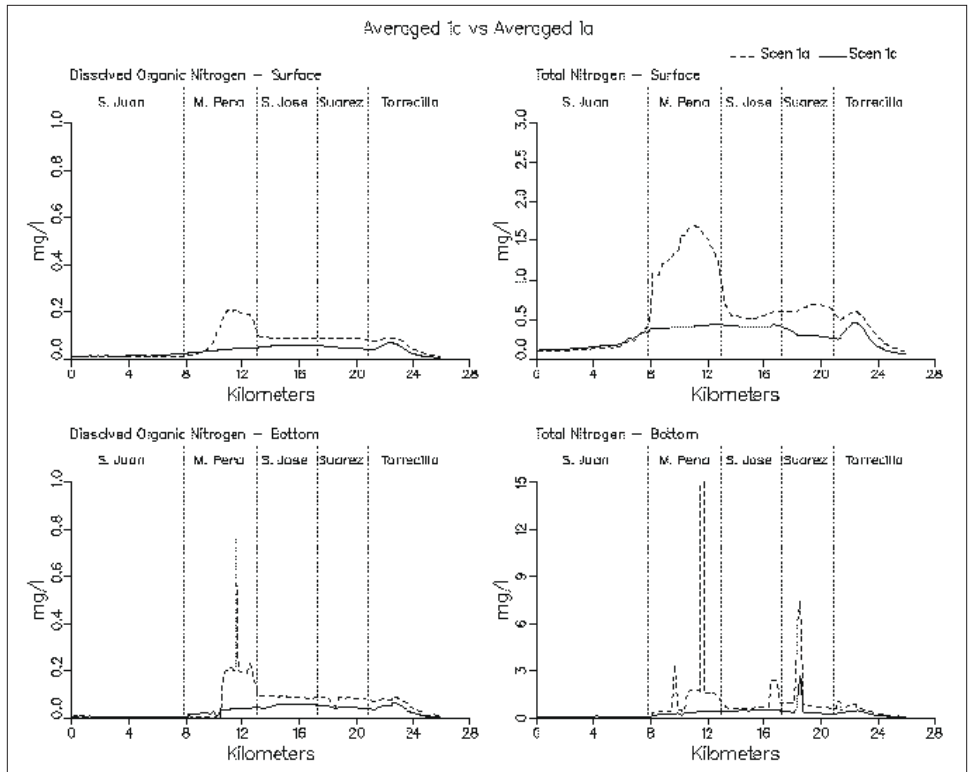 Averaged 1c vs Averaged 1a
Scen 1a Scen 1c
Dissolved Organic Nitrogen – Surface
S. Juan M. Pena S. Jose Suarez Torrecilla
mg/l
1.0
0.8
0.6
0.4
0.2
0.0
0 4 8 12 16 20 24 28
Kilometers
Total Nitrogen – Surface
S. Juan M. Pena S. Jose Suarez Torrecilla
mg/l
3.0
2.5
2.0
1.5
1.0
0.5
0.0
0 4 8 12 16 20 24 28
Kilometers
Dissolved Organic Nitrogen – Bottom
S. Juan M. Pena S. Jose Suarez Torrecilla
mg/l
1.0
0.8
0.6
0.4
0.2
0.0
0 4 8 12 16 20 24 28
Kilometers
Total Nitrogen – Bottom
S. Juan M. Pena S. Jose Suarez Torrecilla
mg/l
15
12
9
6
3
0
0 4 8 12 16 20 24 28
Kilometers